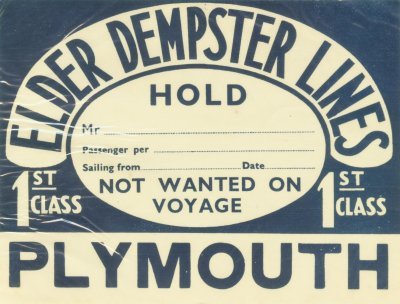 ELDER DEMPSTER LINES
HOLD
Mr
Passenger per
Sailing from Date
NOT WANTED ON
VOYAGE
1ST CLASS
1ST CLASS
PLYMOUTH